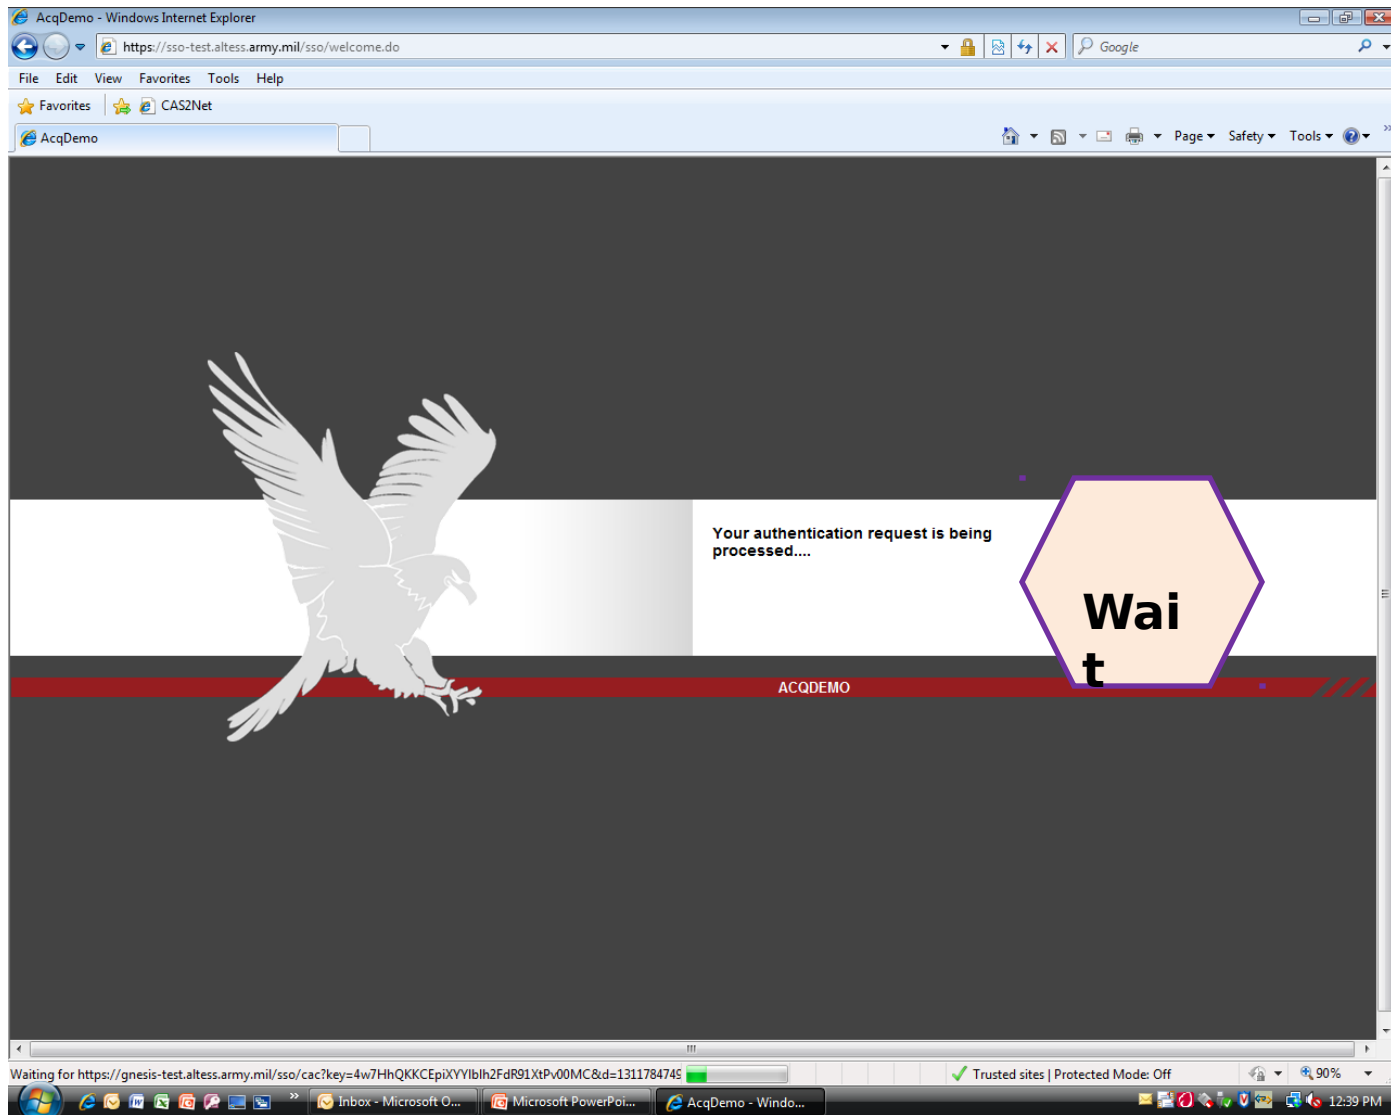 AcqDemo - Windows Internet Explorer
https://sso-test.altess.army.mil/sso/welcome.do
Google
File Edit View Favorites Tools Help
Favorites CAS2Net
AcqDemo
Page Safety Tools
Your authentication request is being
processed....
Wai
t
ACQDEMO
Waiting for https://gnesis-test.altess.army.mil/sso/cac?key=4w7HhQKKCEpiXYYIbIh2FdR91XtPv00MC&d=1311784749
Trusted sites | Protected Mode: Off
90%
Inbox - Microsoft O...
Microsoft PowerPoi...
AcqDemo - Windo...
12:39 PM